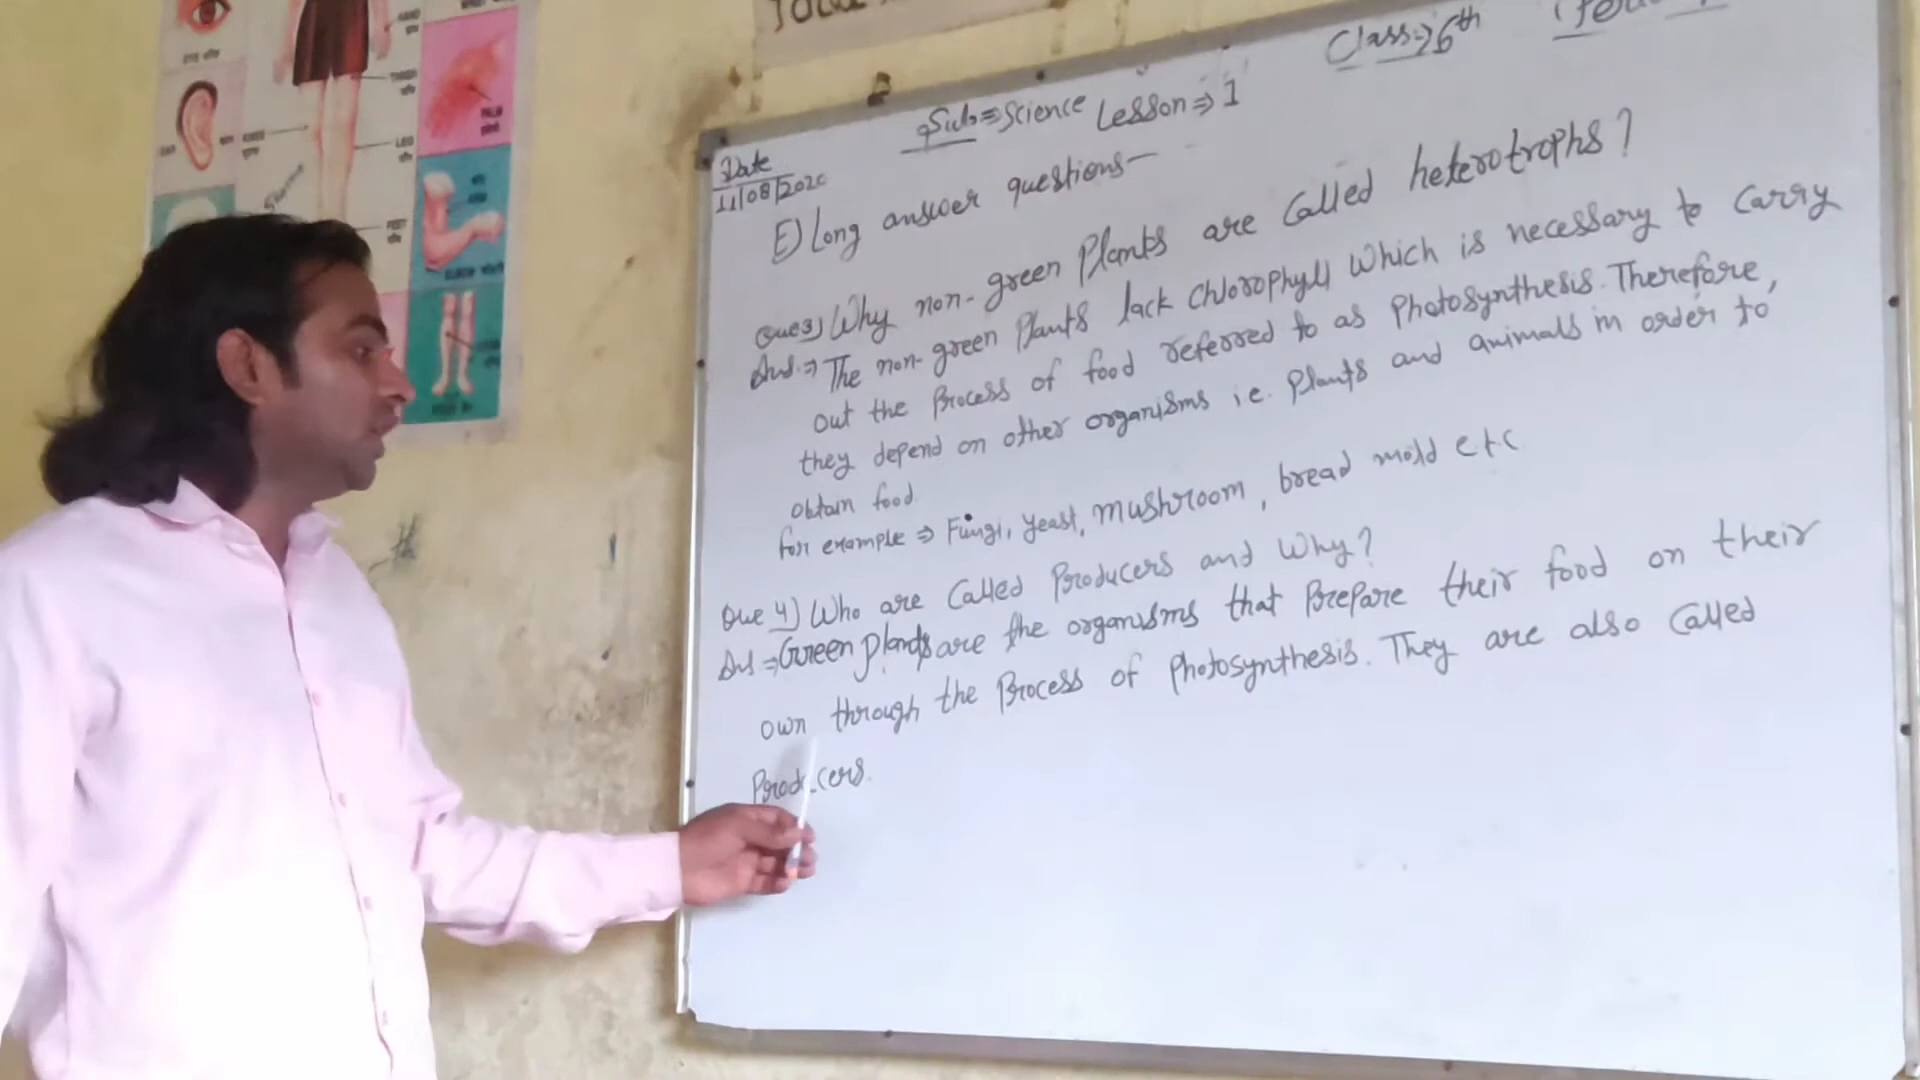 Class⇒6th
Sub⇒Science Lesson⇒1
Date
11/08/2020
E) Long answer questions—
Que3) Why non-green Plants are Called heterotrophs?
Ans.⇒ The non-green Plants lack Chlorophyll Which is necessary to Carry
out the Process of food referred to as Photosynthesis. Therefore,
they depend on other organisms i.e. Plants and animals in order to
obtain food.
for example ⇒ Fungi, Yeast, Mushroom, bread mold etc
Que 4) Who are Called Producers and Why?
Ans ⇒ Green plants are the organisms that Prepare their food on their
own through the Process of Photosynthesis. They are also Called
Producers.
PALM
LEG